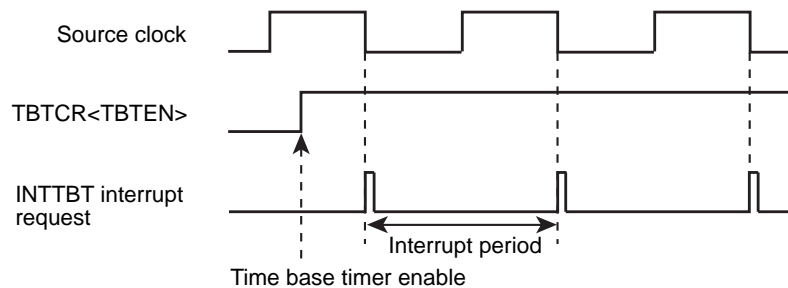 Source clock
TBTCR<TBTEN>
INTTBT interrupt
request
Interrupt period
Time base timer enable